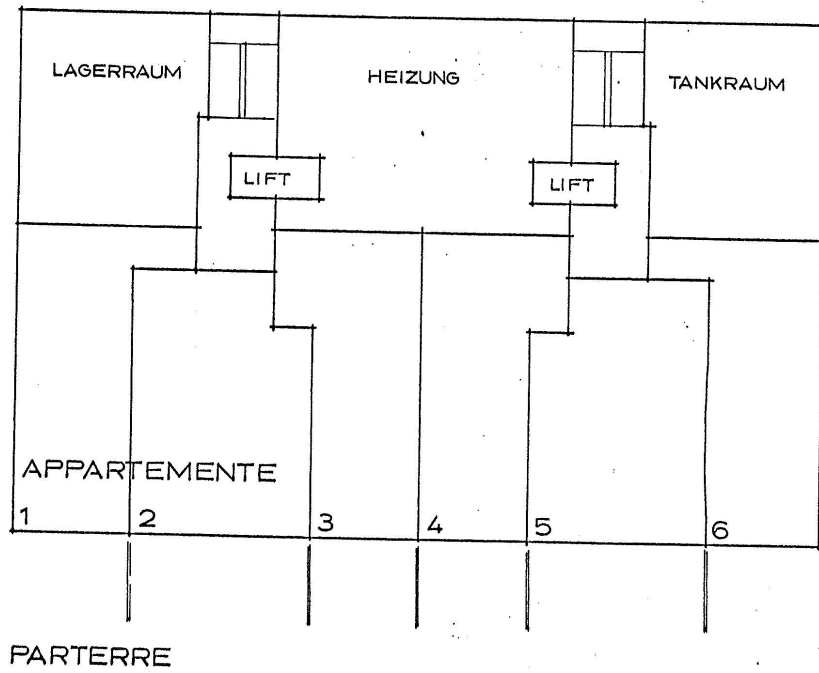 LAGERRAUM
HEIZUNG
TANKRAUM
LIFT
LIFT
APPARTEMENTE
1 2 3 4 5 6
PARTERRE